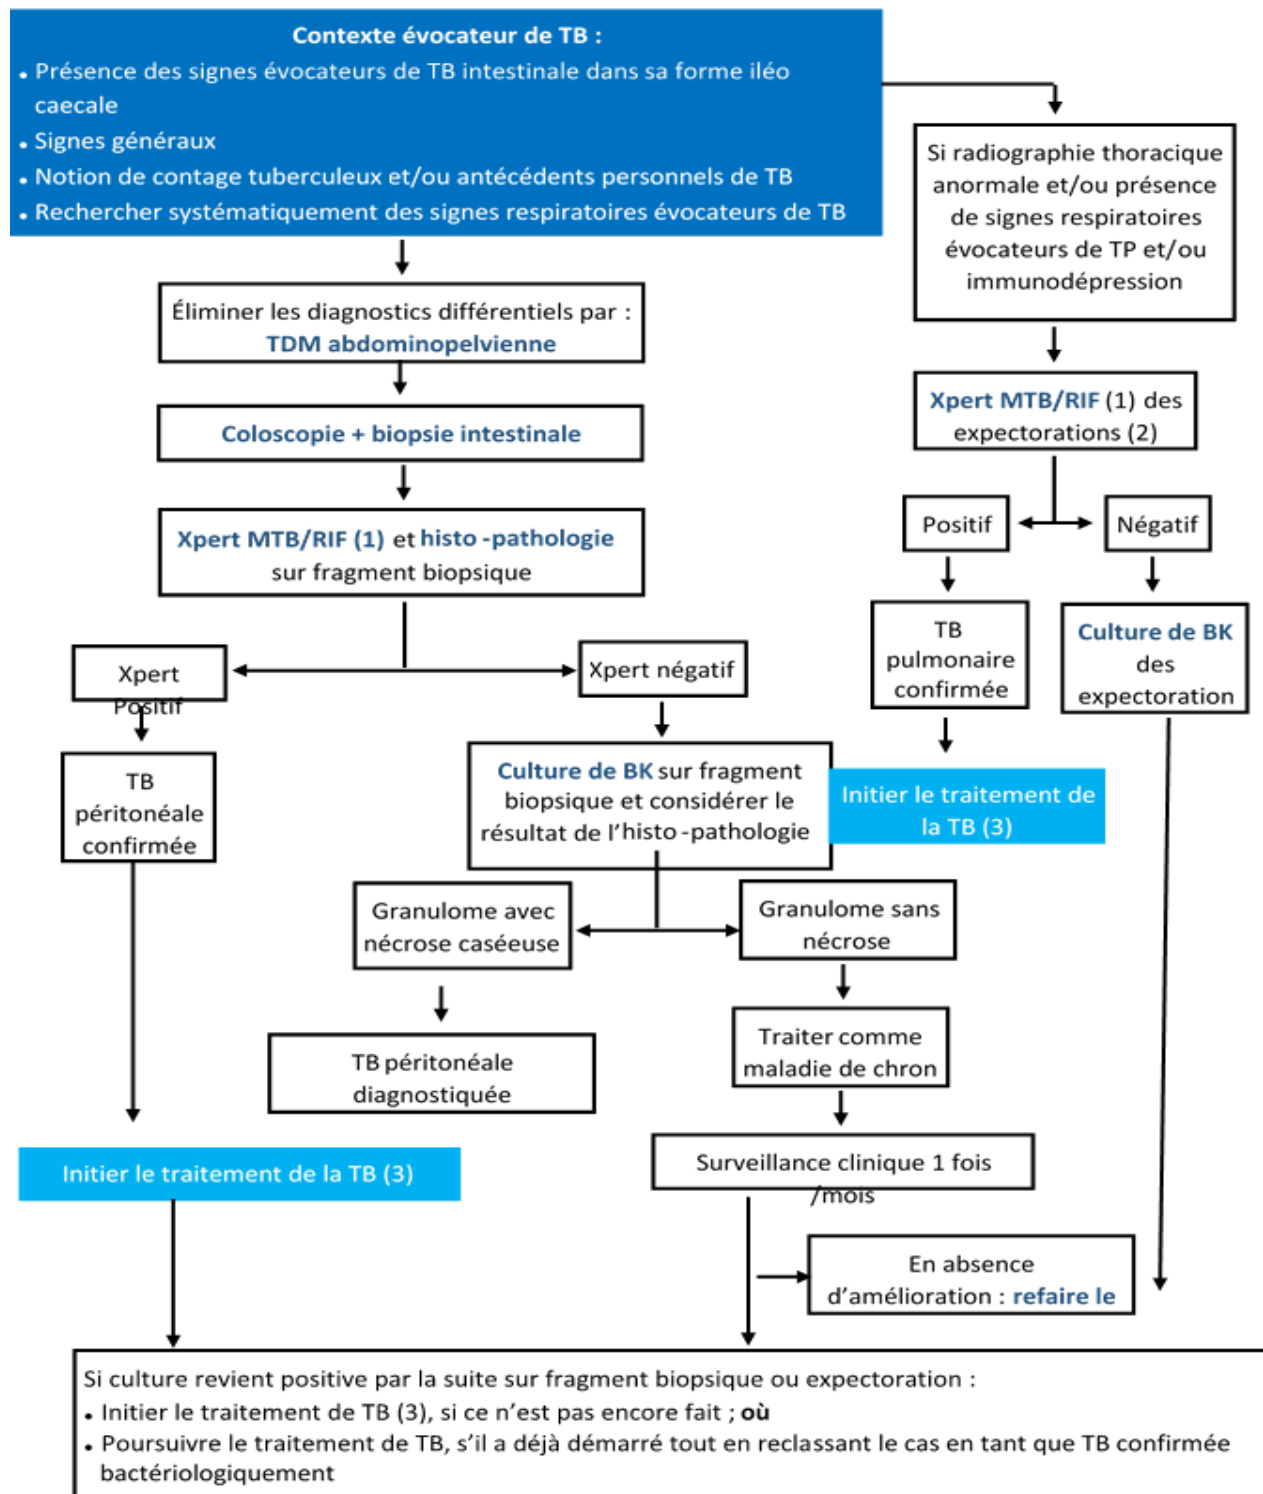 Contexte évocateur de TB :
• Présence des signes évocateurs de TB intestinale dans sa forme iléo
caecale
• Signes généraux
• Notion de contage tuberculeux et/ou antécédents personnels de TB
• Rechercher systématiquement des signes respiratoires évocateurs de TB
Si radiographie thoracique
anormale et/ou présence
de signes respiratoires
évocateurs de TP et/ou
immunodépression
Éliminer les diagnostics différentiels par :
TDM abdominopelvienne
Xpert MTB/RIF (1) des
expectorations (2)
Coloscopie + biopsie intestinale
Positif
Négatif
Xpert MTB/RIF (1) et histo -pathologie
sur fragment biopsique
TB
pulmonaire
confirmée
Culture de BK
des
expectoration
Xpert
Positif
Xpert négatif
TB
péritonéale
confirmée
Culture de BK sur fragment
biopsique et considérer le
résultat de l'histo -pathologie
Initier le traitement de
la TB (3)
Granulome avec
nécrose caséeuse
Granulome sans
nécrose
TB péritonéale
diagnostiquée
Traiter comme
maladie de chron
Initier le traitement de la TB (3)
Surveillance clinique 1 fois
/mois
En absence
d'amélioration : refaire le
Si culture revient positive par la suite sur fragment biopsique ou expectoration :
• Initier le traitement de TB (3), si ce n'est pas encore fait ; où
• Poursuivre le traitement de TB, s'il a déjà démarré tout en reclassant le cas en tant que TB confirmée
bactériologiquement